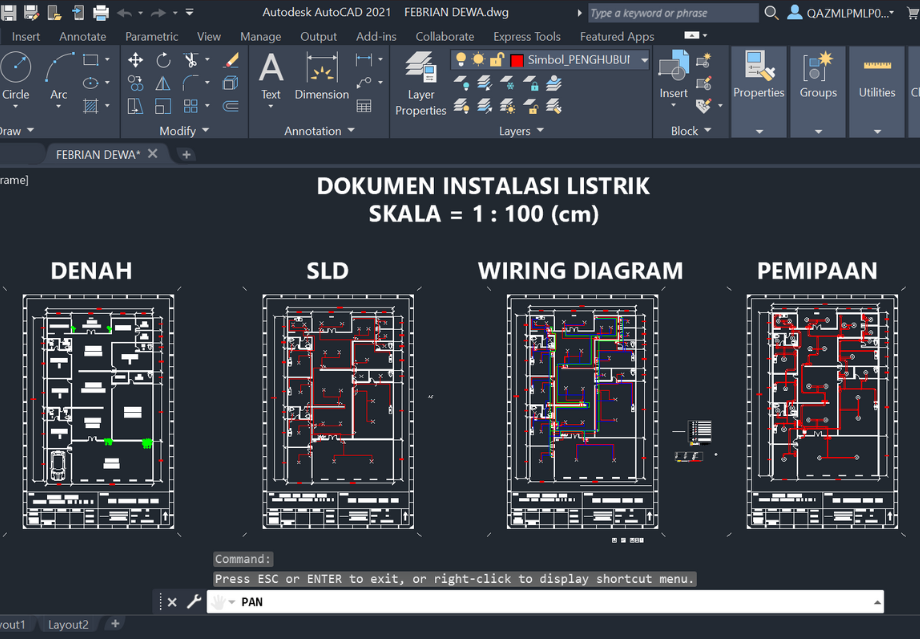 Autodesk AutoCAD 2021 FEBRIAN DEWA.dwg Type a keyword or phrase QAZMLPMLP0...
Insert Annotate Parametric View Manage Output Add-ins Collaborate Express Tools Featured Apps
Simbol_PENGHUBUI
Circle Arc Text Dimension Layer Properties Insert Properties Groups Utilities
Draw Modify Annotation Layers Block
FEBRIAN DEWA*
rame]
DOKUMEN INSTALASI LISTRIK
SKALA = 1 : 100 (cm)
DENAH SLD WIRING DIAGRAM PEMIPAAN
Command:
Press ESC or ENTER to exit, or right-click to display shortcut menu.
PAN
yout1 Layout2